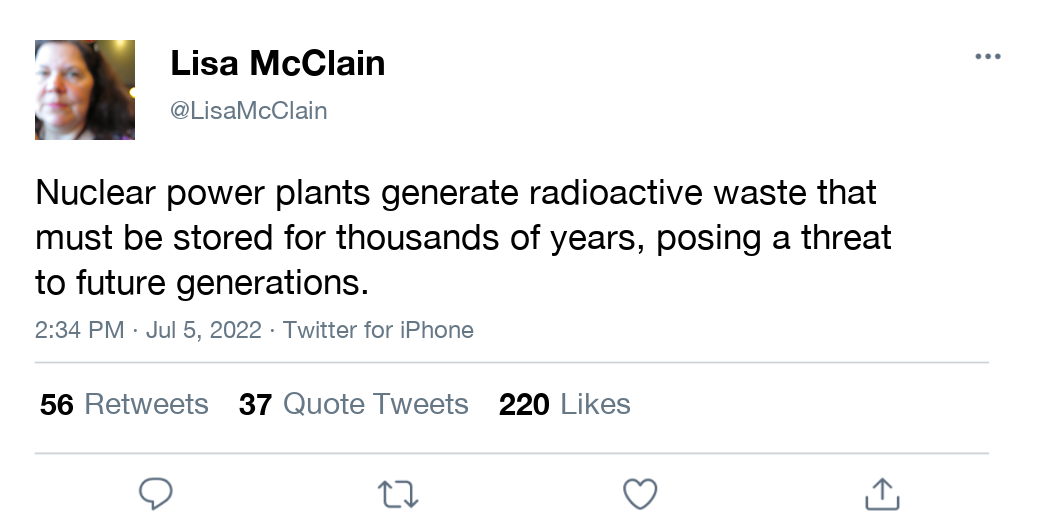 Lisa McClain
@LisaMcClain
Nuclear power plants generate radioactive waste that
must be stored for thousands of years, posing a threat
to future generations.
2:34 PM · Jul 5, 2022 · Twitter for iPhone
56 Retweets 37 Quote Tweets 220 Likes